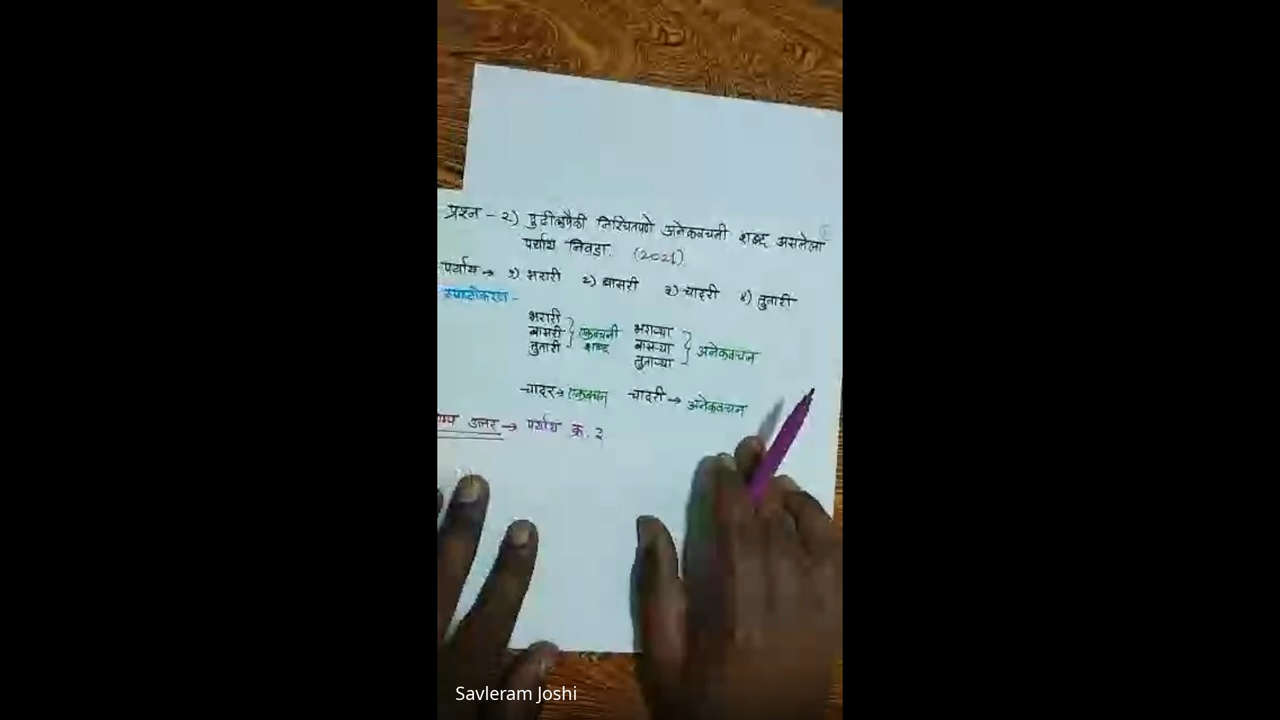 प्रश्न - २) पुढीलपैकी निश्चितपणे अनेकवचनी शब्द असलेला
पर्याय निवडा. (2021)
पर्याय → १) भरारी २) बासरी ३) चादरी ४) तुतारी
स्पष्टीकरण -
भरारी
बासरी
तुतारी
एकवचनी
शब्द
भराऱ्या
बासऱ्या
तुताऱ्या
अनेकवचन
चादर → एकवचन चादरी → अनेकवचन
उत्तर → पर्याय क्र. ३
Savleram Joshi